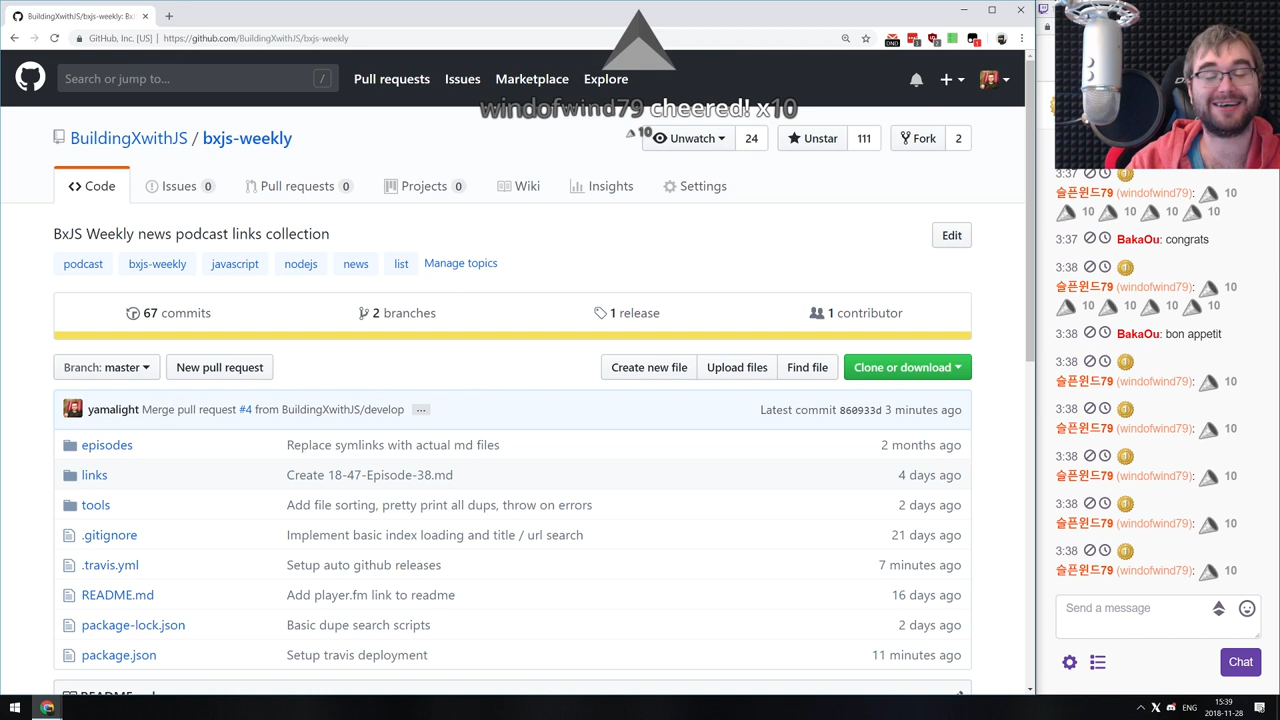 BuildingXwithJS/bxjs-weekly: BxJ
GitHub, Inc. [US] | https://github.com/BuildingXwithJS/bxjs-weekly
Search or jump to... /
Pull requests Issues Marketplace Explore
windofwind79 cheered! x10
10
BuildingXwithJS / bxjs-weekly
Unwatch 24 Unstar 111 Fork 2
Code Issues 0 Pull requests 0 Projects 0 Wiki Insights Settings
BxJS Weekly news podcast links collection
Edit
podcast bxjs-weekly javascript nodejs news list Manage topics
67 commits 2 branches 1 release 1 contributor
Branch: master New pull request Create new file Upload files Find file Clone or download
yamalight Merge pull request #4 from BuildingXwithJS/develop ... Latest commit 860933d 3 minutes ago
episodes Replace symlinks with actual md files 2 months ago
links Create 18-47-Episode-38.md 4 days ago
tools Add file sorting, pretty print all dups, throw on errors 2 days ago
.gitignore Implement basic index loading and title / url search 21 days ago
.travis.yml Setup auto github releases 7 minutes ago
README.md Add player.fm link to readme 16 days ago
package-lock.json Basic dupe search scripts 2 days ago
package.json Setup travis deployment 11 minutes ago
3:37
슬픈윈드79 (windofwind79): 10
10 10 10 10
3:37 BakaOu: congrats
3:38
슬픈윈드79 (windofwind79): 10
10 10 10 10
3:38 BakaOu: bon appetit
3:38
슬픈윈드79 (windofwind79): 10
3:38
슬픈윈드79 (windofwind79): 10
3:38
슬픈윈드79 (windofwind79): 10
3:38
슬픈윈드79 (windofwind79): 10
3:38
슬픈윈드79 (windofwind79): 10
Send a message
Chat
ENG
15:39
2018-11-28